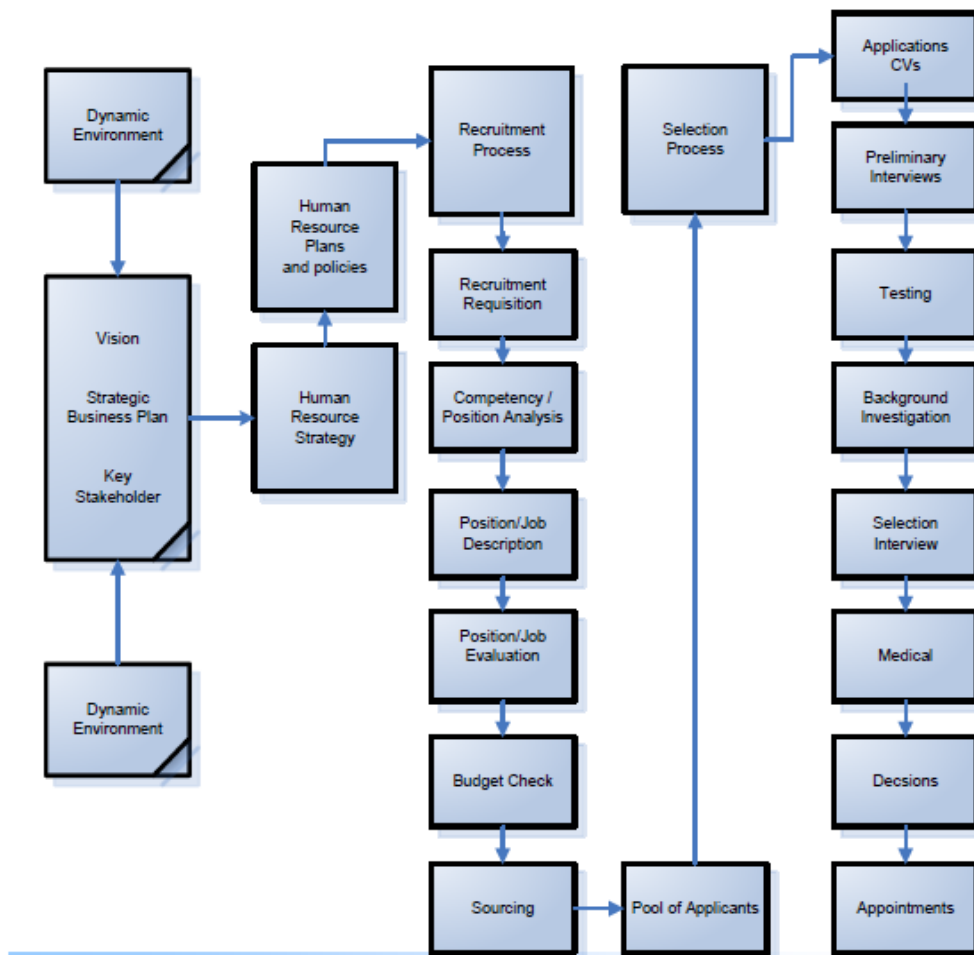 Dynamic
Environment
Vision
Strategic
Business Plan
Key
Stakeholder
Dynamic
Environment
Human
Resource
Plans
and policies
Human
Resource
Strategy
Recruitment
Process
Recruitment
Requisition
Competency /
Position Analysis
Position/Job
Description
Position/Job
Evaluation
Budget Check
Sourcing
Pool of Applicants
Selection
Process
Applications
CVs
Preliminary
Interviews
Testing
Background
Investigation
Selection
Interview
Medical
Decsions
Appointments